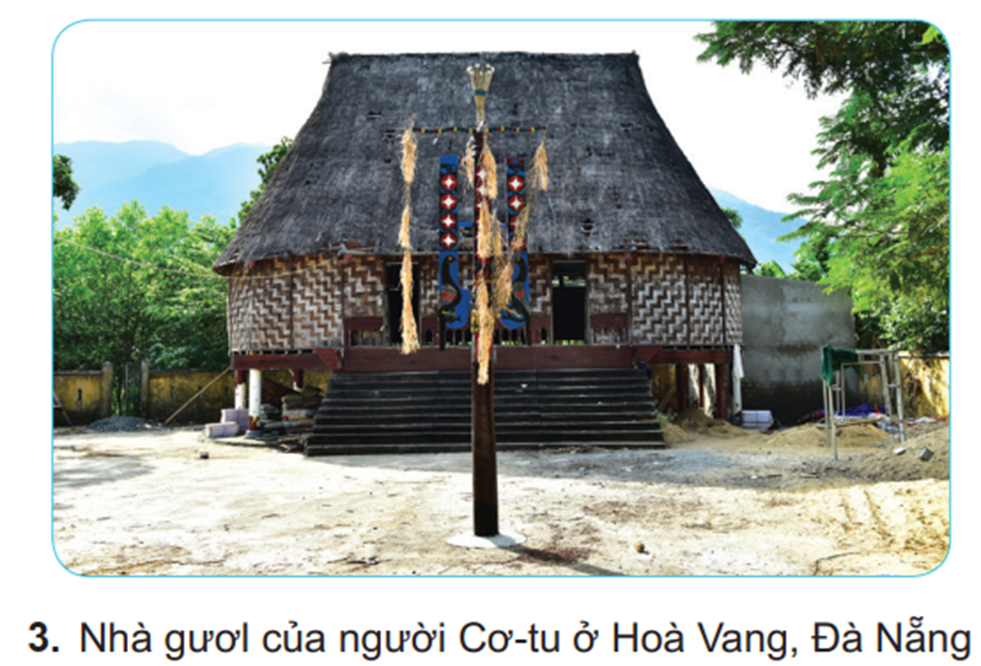 3. Nhà gươl của người Cơ-tu ở Hoà Vang, Đà Nẵng